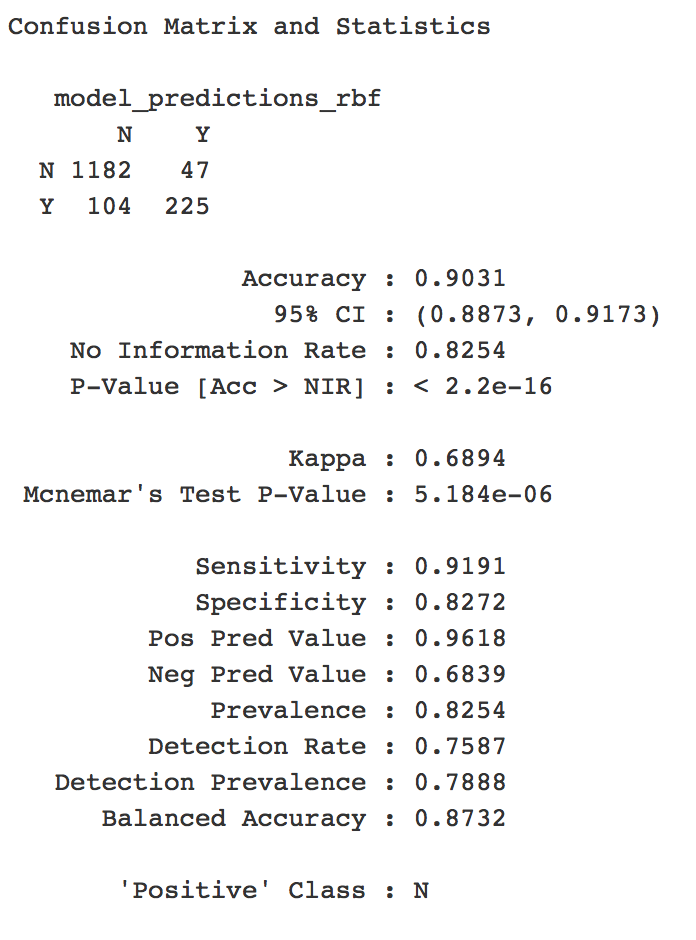 Confusion Matrix and Statistics
model_predictions_rbf
N Y
N 1182 47
Y 104 225
Accuracy : 0.9031
95% CI : (0.8873, 0.9173)
No Information Rate : 0.8254
P-Value [Acc > NIR] : < 2.2e-16
Kappa : 0.6894
Mcnemar's Test P-Value : 5.184e-06
Sensitivity : 0.9191
Specificity : 0.8272
Pos Pred Value : 0.9618
Neg Pred Value : 0.6839
Prevalence : 0.8254
Detection Rate : 0.7587
Detection Prevalence : 0.7888
Balanced Accuracy : 0.8732
'Positive' Class : N